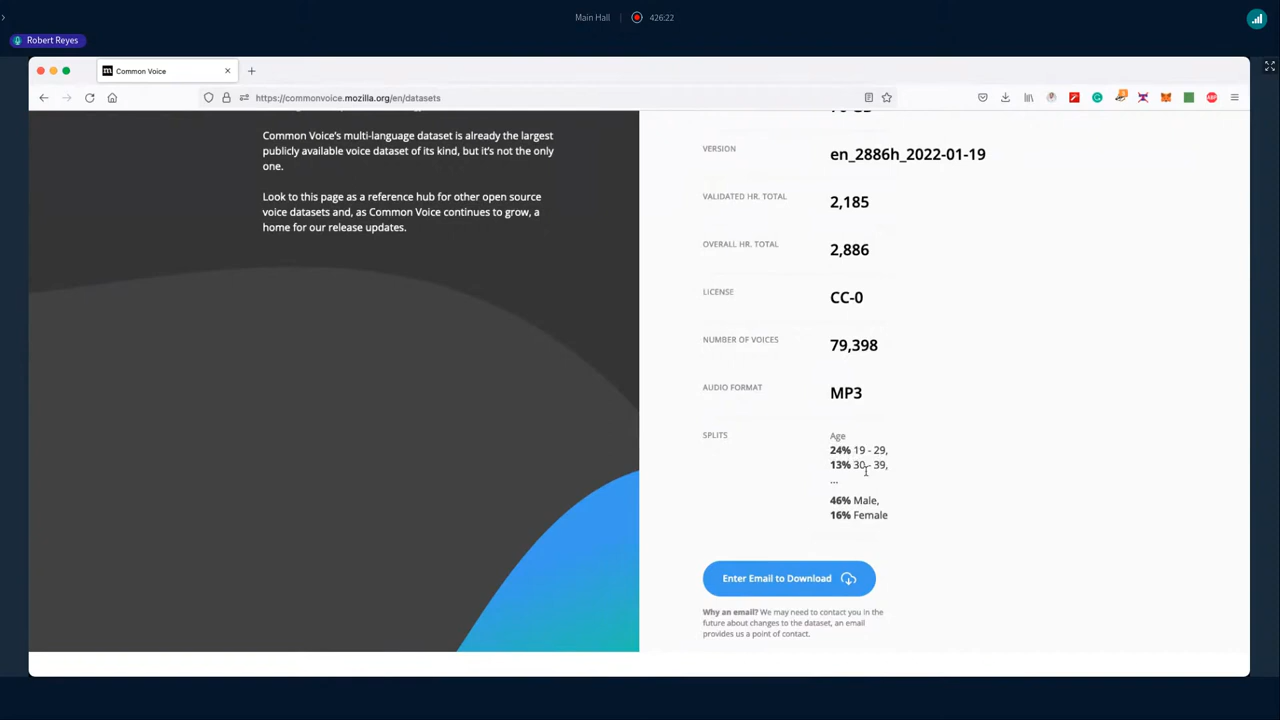 Main Hall
426:22
Robert Reyes
Common Voice
https://commonvoice.mozilla.org/en/datasets
Common Voice's multi-language dataset is already the largest
publicly available voice dataset of its kind, but it's not the only
one.
Look to this page as a reference hub for other open source
voice datasets and, as Common Voice continues to grow, a
home for our release updates.
VERSION
en_2886h_2022-01-19
VALIDATED HR. TOTAL
2,185
OVERALL HR. TOTAL
2,886
LICENSE
CC-0
NUMBER OF VOICES
79,398
AUDIO FORMAT
MP3
SPLITS
Age
24% 19 - 29,
13% 30 - 39,
...
46% Male,
16% Female
Enter Email to Download
Why an email? We may need to contact you in the
future about changes to the dataset, an email
provides us a point of contact.